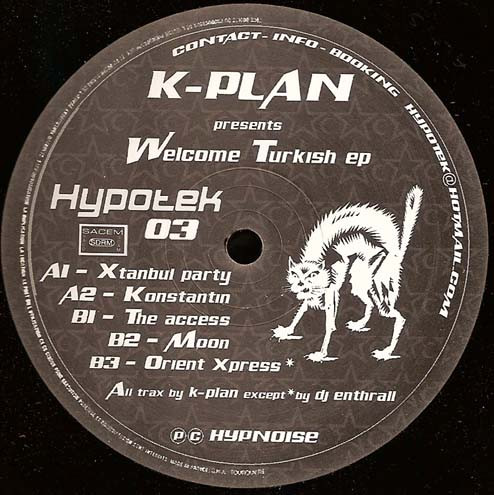 CONTACT - INFO - BOOKING HYPOTEK@HOTMAIL.COM
K-PLAN
presents
Welcome Turkish ep
Hypotek
03
SACEM
SDRM
A1 - Xtanbul party
A2 - Konstantin
B1 - The access
B2 - Moon
B3 - Orient Xpress *
All trax by k-plan except * by dj enthrall
P C HYPNOISE